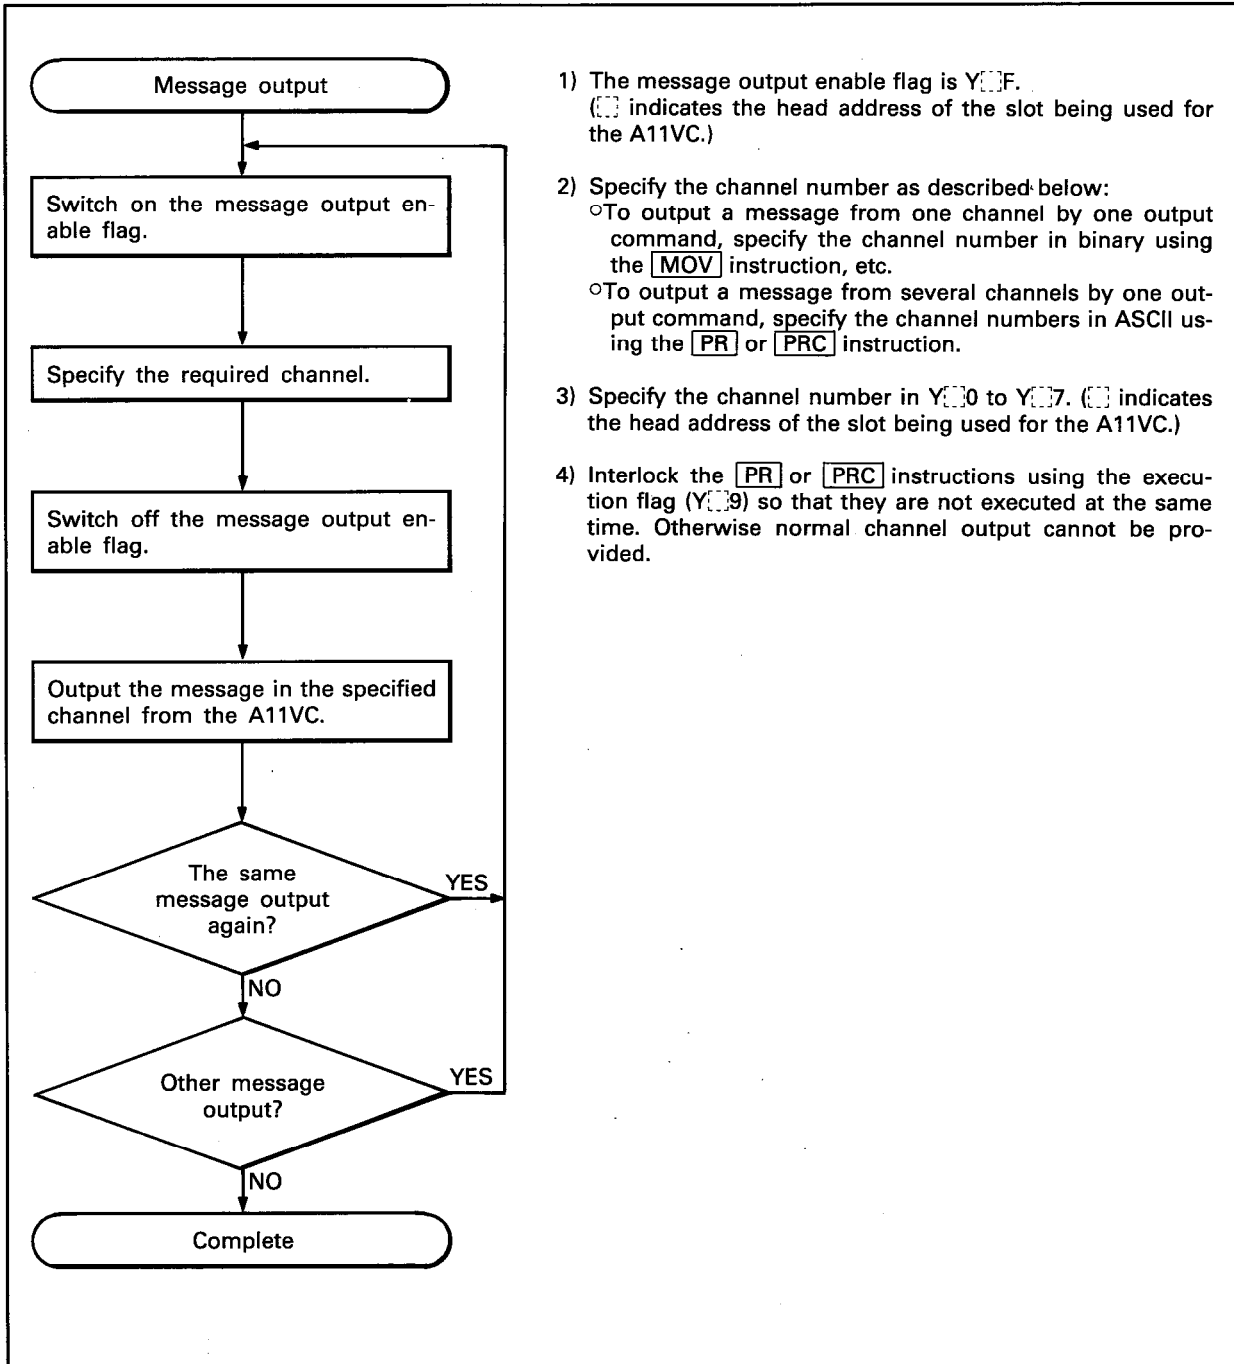 Message output
Switch on the message output en-
able flag.
Specify the required channel.
Switch off the message output en-
able flag.
Output the message in the specified
channel from the A11VC.
The same
message output
again?
YES
NO
Other message
output?
YES
NO
Complete
1) The message output enable flag is Y⬚F.
(⬚ indicates the head address of the slot being used for
the A11VC.)
2) Specify the channel number as described below:
○To output a message from one channel by one output
command, specify the channel number in binary using
the MOV instruction, etc.
○To output a message from several channels by one out-
put command, specify the channel numbers in ASCII us-
ing the PR or PRC instruction.
3) Specify the channel number in Y⬚0 to Y⬚7. (⬚ indicates
the head address of the slot being used for the A11VC.)
4) Interlock the PR or PRC instructions using the execu-
tion flag (Y⬚9) so that they are not executed at the same
time. Otherwise normal channel output cannot be pro-
vided.